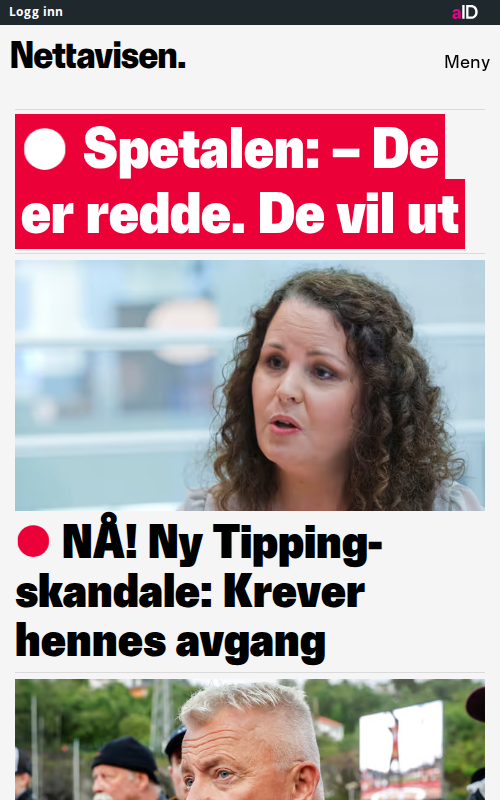 Logg inn
aID
Nettavisen.
Meny
Spetalen: – De
er redde. De vil ut
NÅ! Ny Tipping-
skandale: Krever
hennes avgang